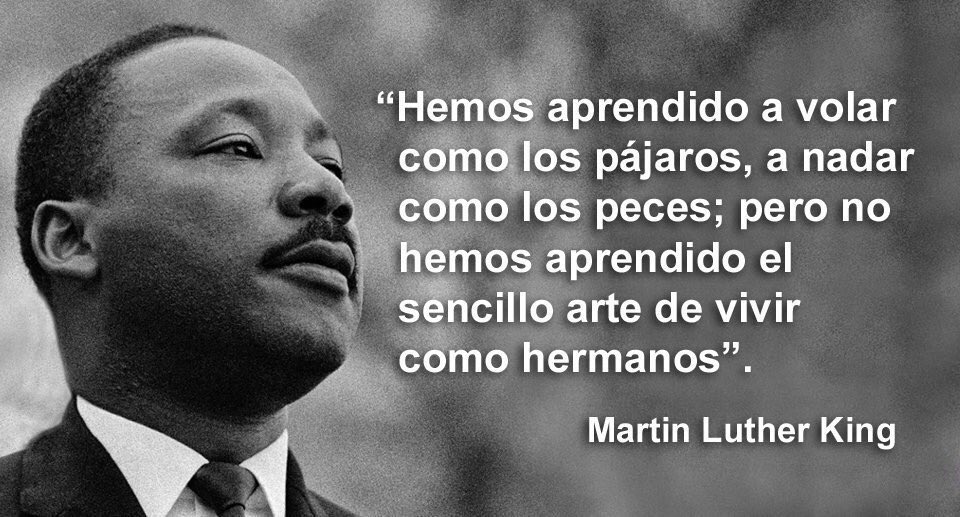 “Hemos aprendido a volar
como los pájaros, a nadar
como los peces; pero no
hemos aprendido el
sencillo arte de vivir
como hermanos”.
Martin Luther King